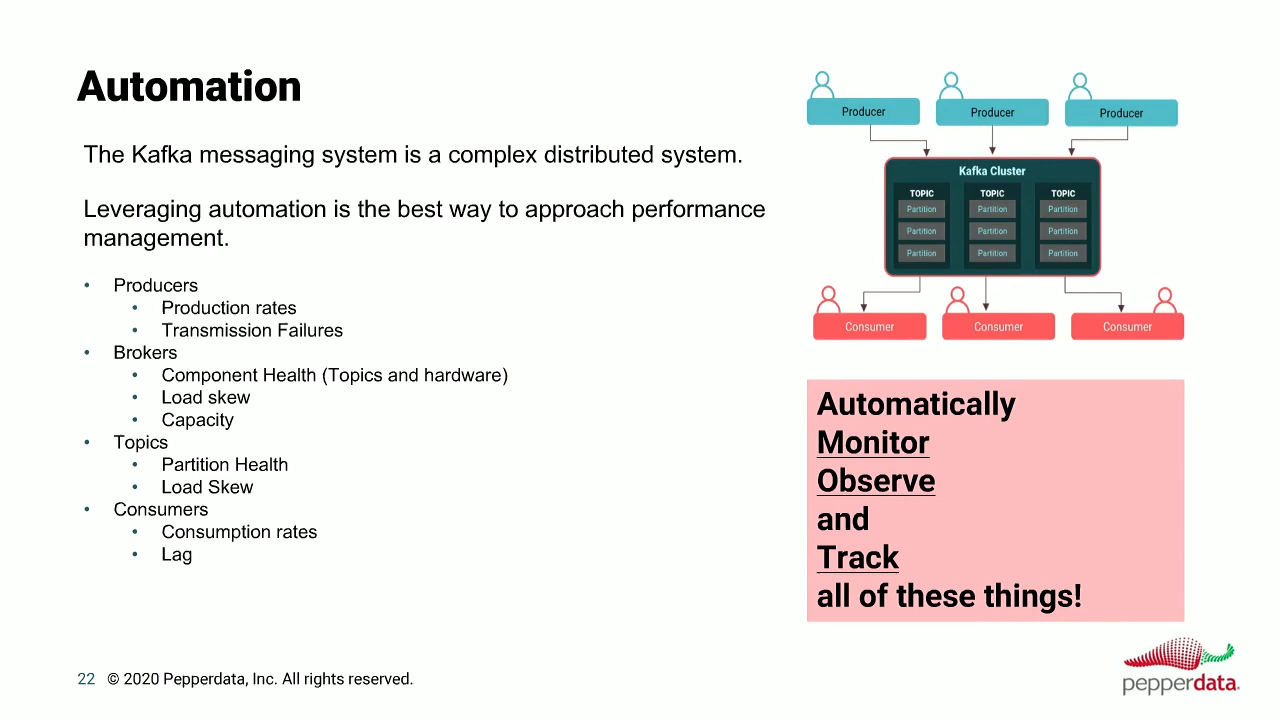 Automation
The Kafka messaging system is a complex distributed system.
Leveraging automation is the best way to approach performance
management.
• Producers
• Production rates
• Transmission Failures
• Brokers
• Component Health (Topics and hardware)
• Load skew
• Capacity
• Topics
• Partition Health
• Load Skew
• Consumers
• Consumption rates
• Lag
Producer Producer Producer
Kafka Cluster
TOPIC TOPIC TOPIC
Partition Partition Partition
Partition Partition Partition
Partition Partition Partition
Consumer Consumer Consumer
Automatically
Monitor
Observe
and
Track
all of these things!
22 © 2020 Pepperdata, Inc. All rights reserved.
pepperdata.